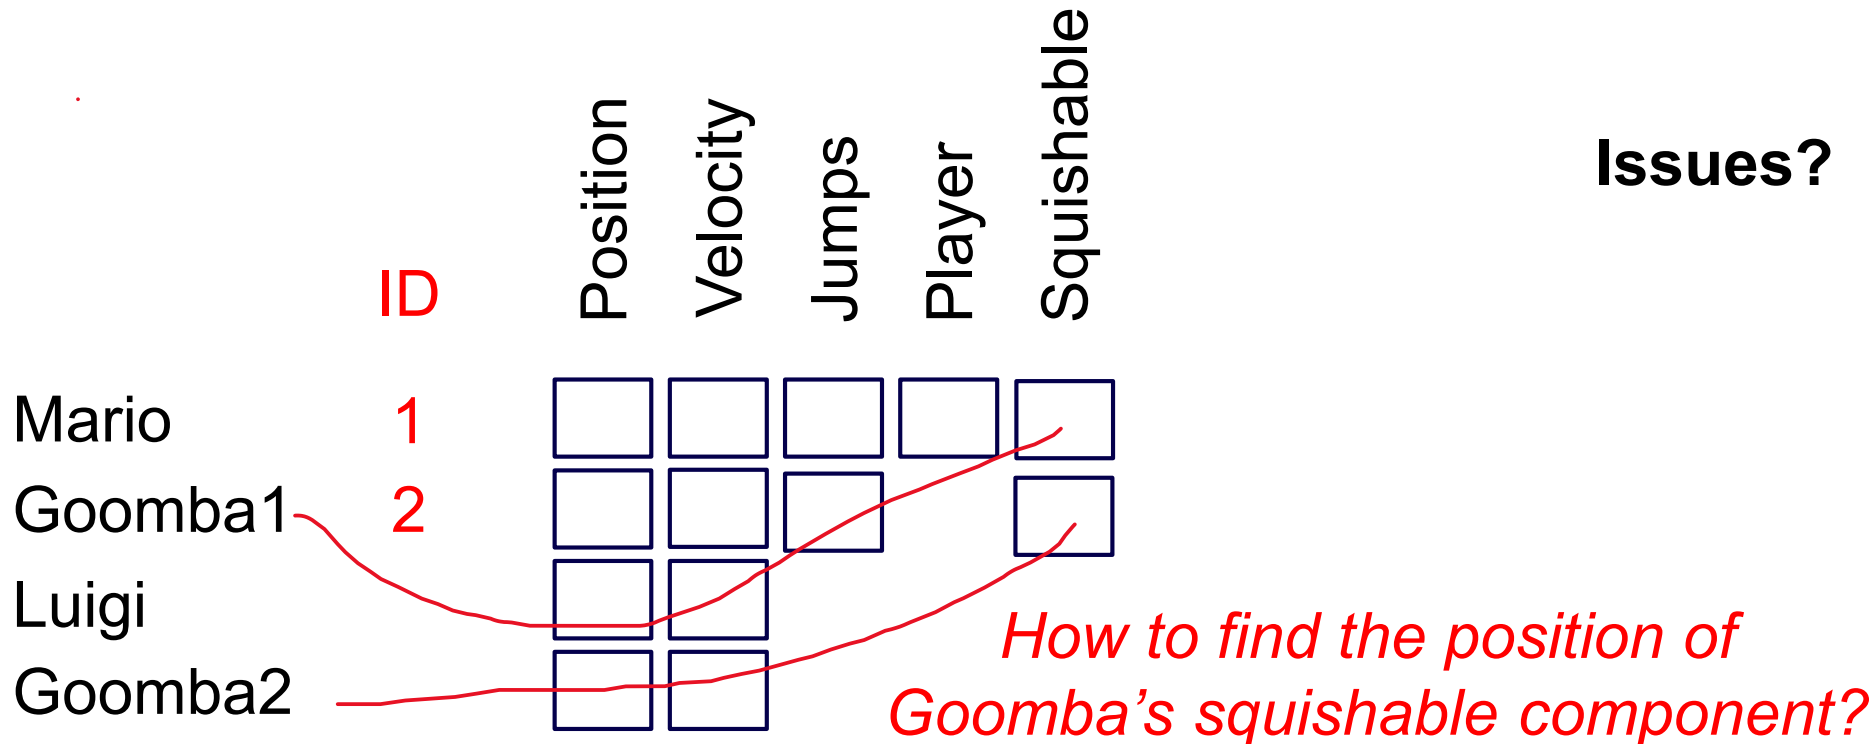 Position
Velocity
Jumps
Player
Squishable
Issues?
ID
Mario 1
Goomba1 2
Luigi
Goomba2
How to find the position of
Goomba’s squishable component?